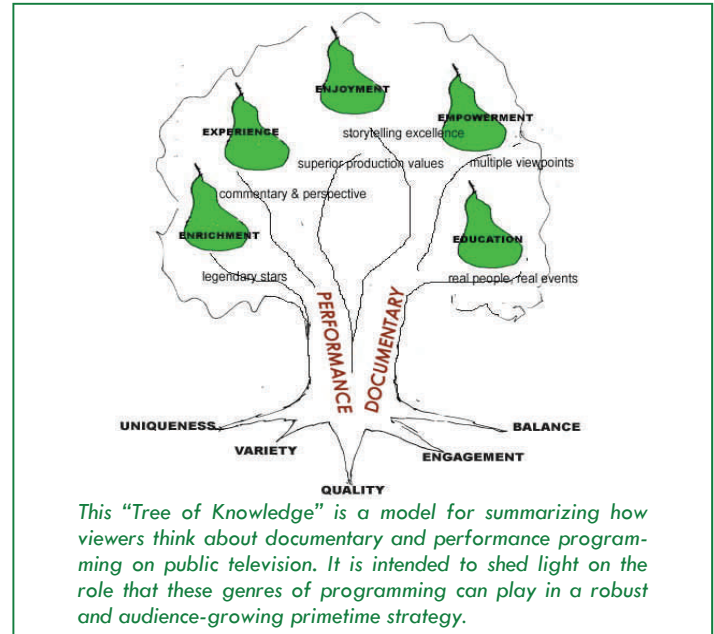 ENJOYMENT
EMPOWERMENT
EXPERIENCE
storytelling excellence
superior production values
multiple viewpoints
commentary & perspective
ENRICHMENT
EDUCATION
legendary stars
real people, real events
PERFORMANCE
DOCUMENTARY
UNIQUENESS
BALANCE
VARIETY
ENGAGEMENT
QUALITY
This “Tree of Knowledge” is a model for summarizing how
viewers think about documentary and performance program-
ming on public television. It is intended to shed light on the
role that these genres of programming can play in a robust
and audience-growing primetime strategy.